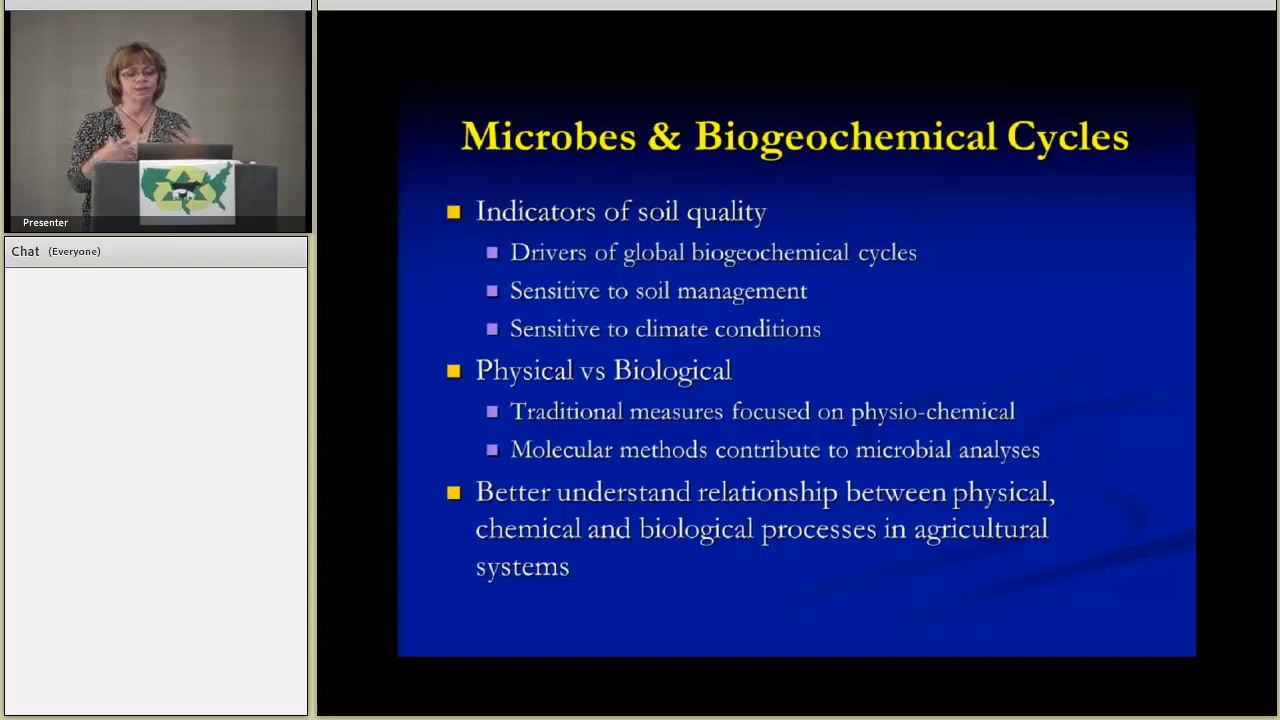 Presenter
Chat (Everyone)
Microbes & Biogeochemical Cycles
Indicators of soil quality
Drivers of global biogeochemical cycles
Sensitive to soil management
Sensitive to climate conditions
Physical vs Biological
Traditional measures focused on physio-chemical
Molecular methods contribute to microbial analyses
Better understand relationship between physical,
chemical and biological processes in agricultural
systems